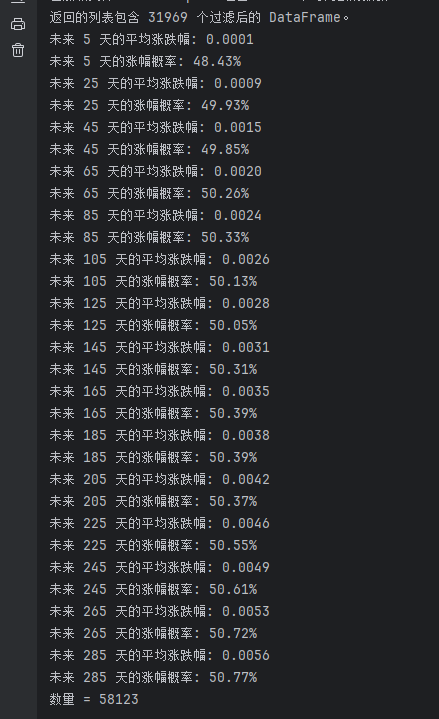 返回的列表包含 31969 个过滤后的 DataFrame。
未来 5 天的平均涨跌幅: 0.0001
未来 5 天的涨幅概率: 48.43%
未来 25 天的平均涨跌幅: 0.0009
未来 25 天的涨幅概率: 49.93%
未来 45 天的平均涨跌幅: 0.0015
未来 45 天的涨幅概率: 49.85%
未来 65 天的平均涨跌幅: 0.0020
未来 65 天的涨幅概率: 50.26%
未来 85 天的平均涨跌幅: 0.0024
未来 85 天的涨幅概率: 50.33%
未来 105 天的平均涨跌幅: 0.0026
未来 105 天的涨幅概率: 50.13%
未来 125 天的平均涨跌幅: 0.0028
未来 125 天的涨幅概率: 50.05%
未来 145 天的平均涨跌幅: 0.0031
未来 145 天的涨幅概率: 50.31%
未来 165 天的平均涨跌幅: 0.0035
未来 165 天的涨幅概率: 50.39%
未来 185 天的平均涨跌幅: 0.0038
未来 185 天的涨幅概率: 50.39%
未来 205 天的平均涨跌幅: 0.0042
未来 205 天的涨幅概率: 50.37%
未来 225 天的平均涨跌幅: 0.0046
未来 225 天的涨幅概率: 50.55%
未来 245 天的平均涨跌幅: 0.0049
未来 245 天的涨幅概率: 50.61%
未来 265 天的平均涨跌幅: 0.0053
未来 265 天的涨幅概率: 50.72%
未来 285 天的平均涨跌幅: 0.0056
未来 285 天的涨幅概率: 50.77%
数量 = 58123